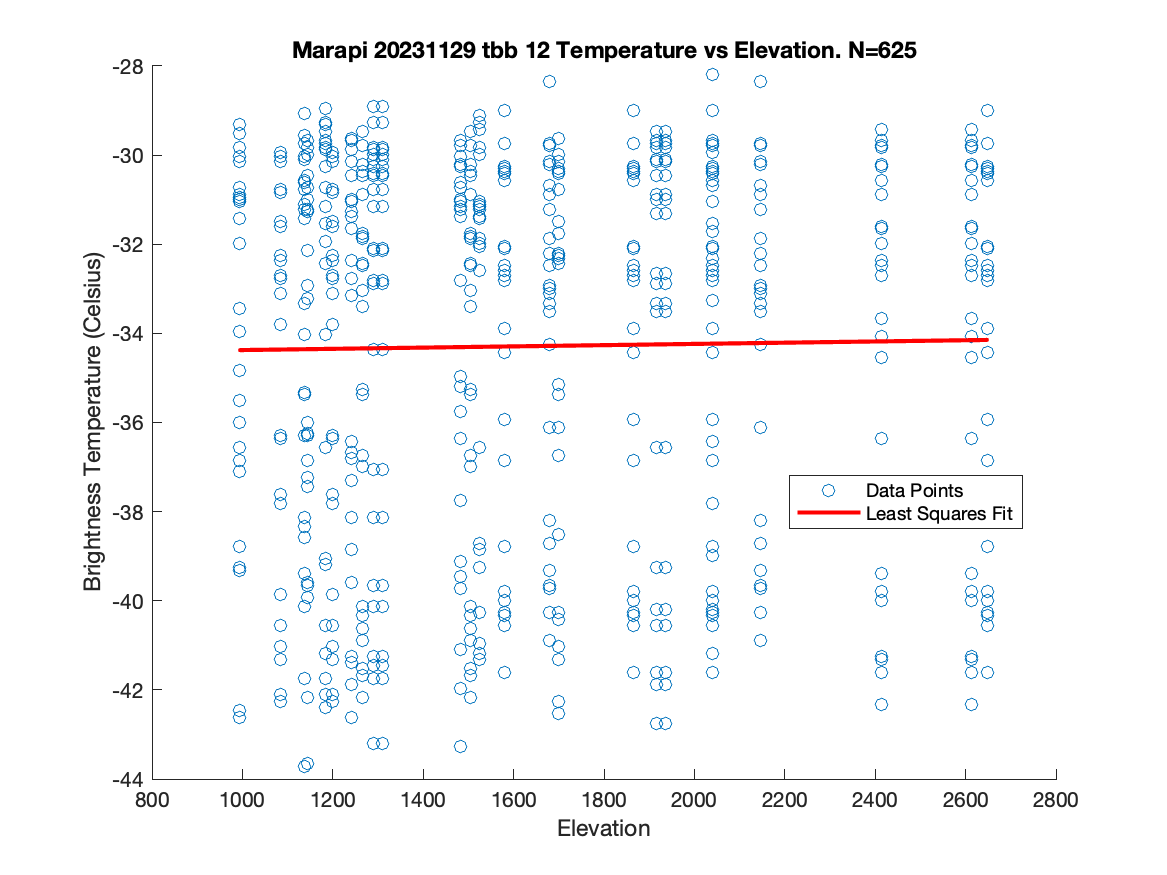 Marapi 20231129 tbb 12 Temperature vs Elevation. N=625
-28
-30
-32
-34
-36
-38
-40
-42
-44
Brightness Temperature (Celsius)
Data Points
Least Squares Fit
800 1000 1200 1400 1600 1800 2000 2200 2400 2600 2800
Elevation